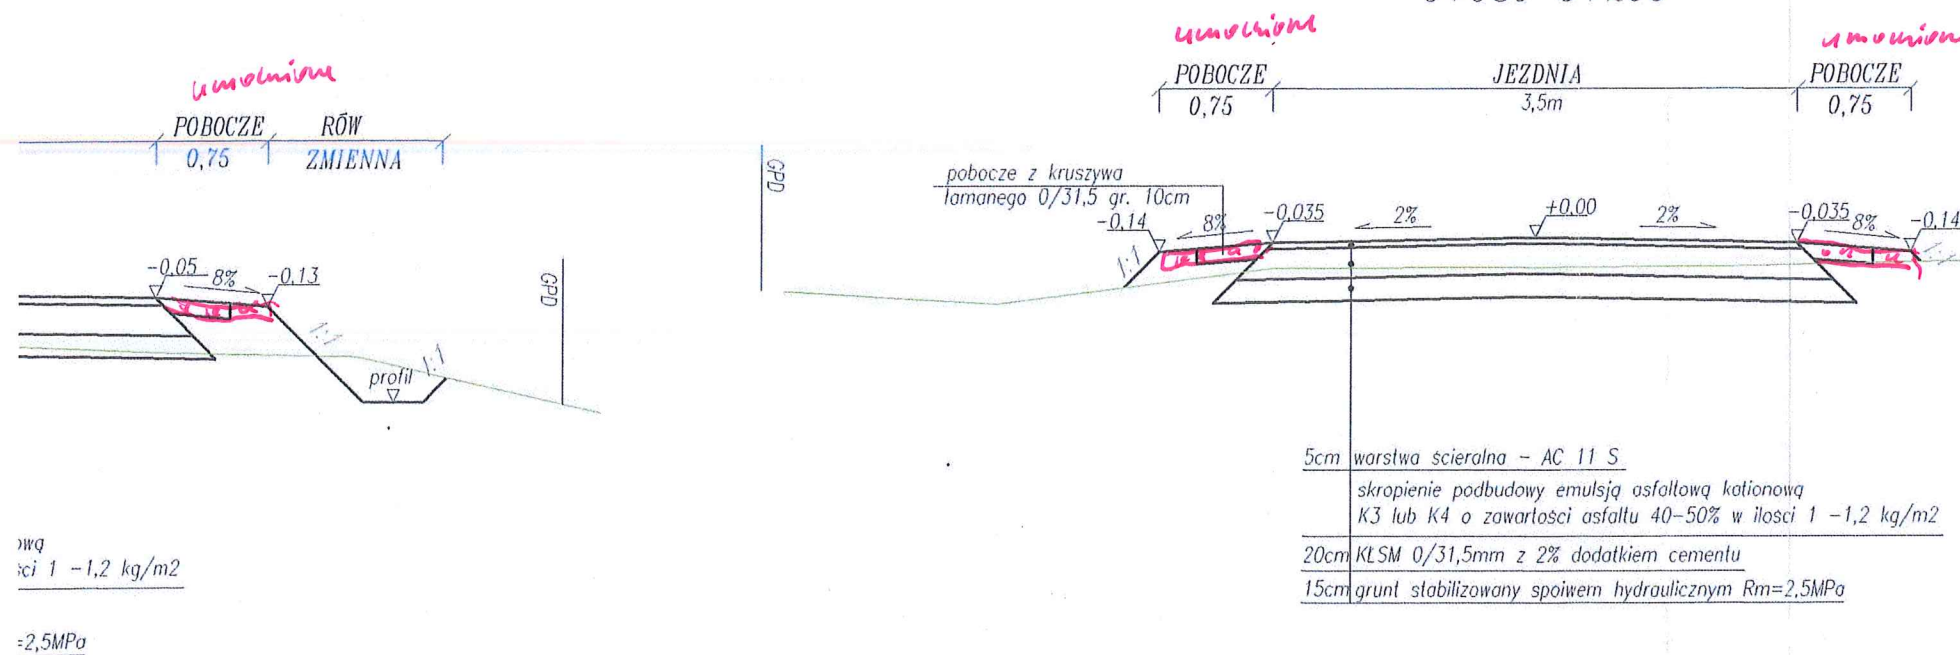 umocnione
umocnione
umocnione
POBOCZE JEZDNIA POBOCZE
0,75 3,5m 0,75
POBOCZE RÓW
0,75 ZMIENNA
GPD
pobocze z kruszywa
łamanego 0/31,5 gr. 10cm
-0,14 8% -0,035 2% +0,00 2% -0,035 8% -0,14
1:1
1:1
-0,05 8% -0,13
GPD
1:1
1:1
profil
5cm warstwa ścieralna - AC 11 S
skropienie podbudowy emulsją asfaltową kationową
K3 lub K4 o zawartości asfaltu 40-50% w ilości 1 -1,2 kg/m2
20cm KŁSM 0/31,5mm z 2% dodatkiem cementu
15cm grunt stabilizowany spoiwem hydraulicznym Rm=2,5MPa
ową
ści 1 -1,2 kg/m2
=2,5MPa